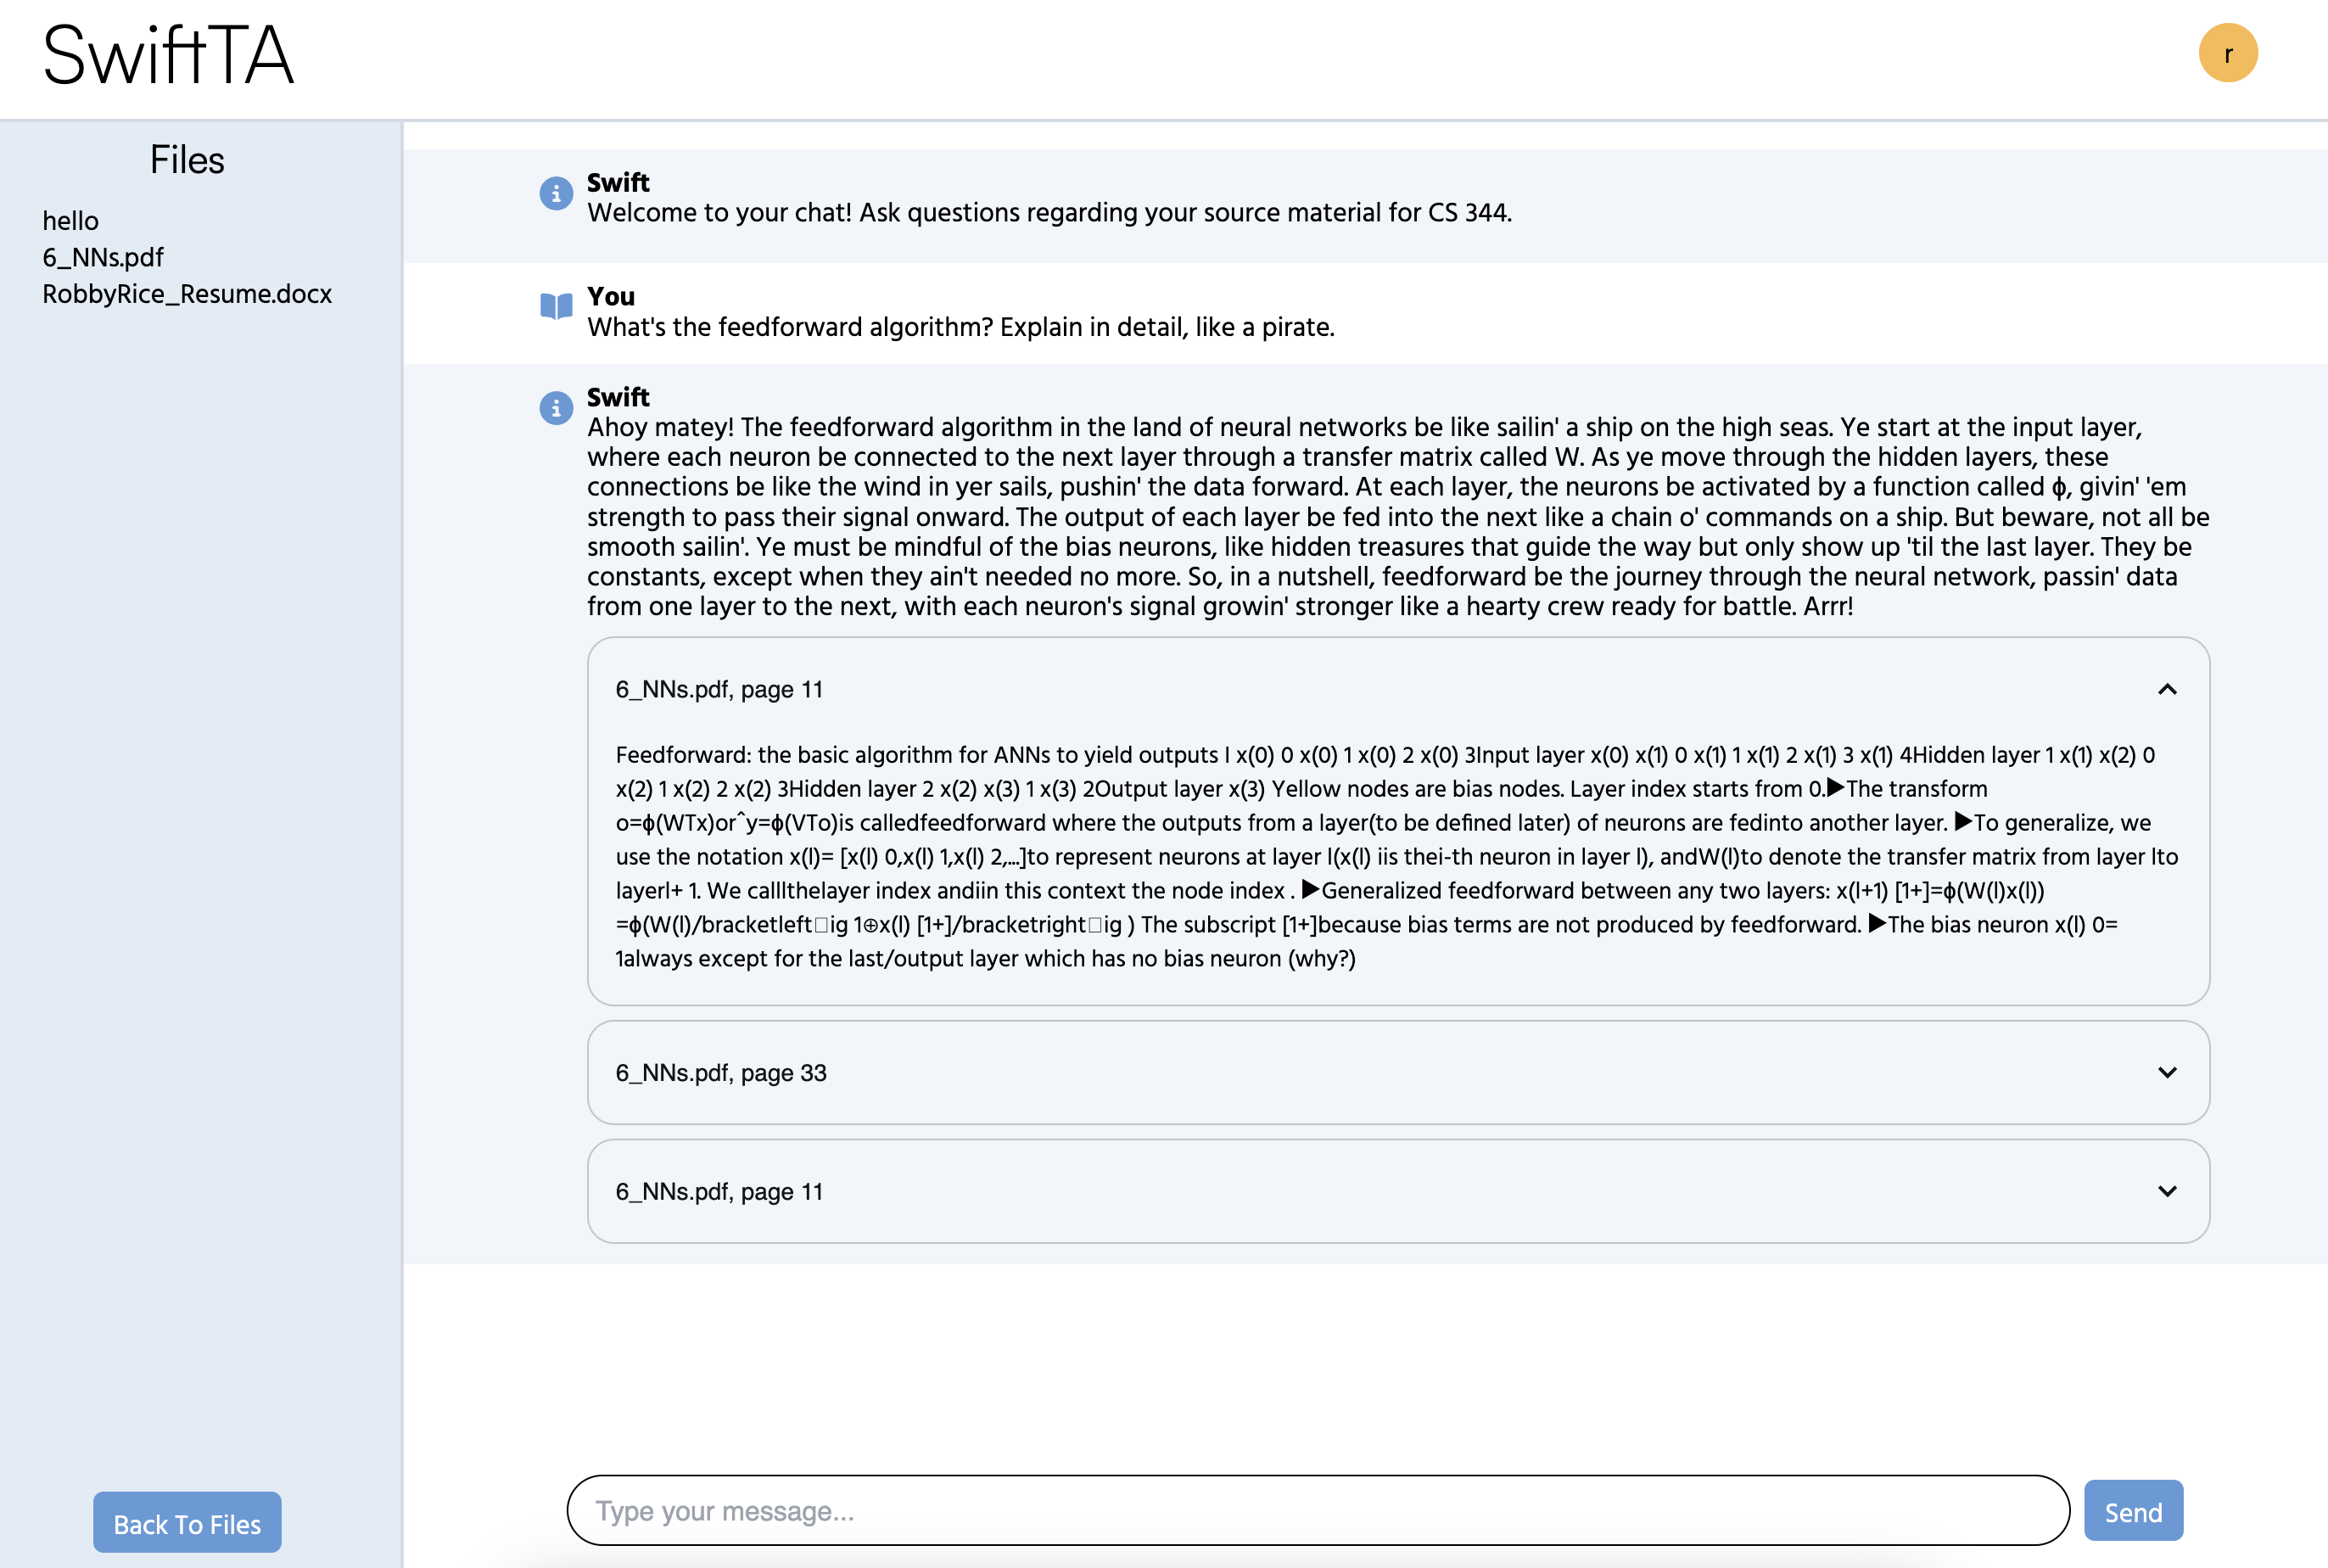 SwiftTA
r
Files
hello
6_NNs.pdf
RobbyRice_Resume.docx
Swift
Welcome to your chat! Ask questions regarding your source material for CS 344.
You
What's the feedforward algorithm? Explain in detail, like a pirate.
Swift
Ahoy matey! The feedforward algorithm in the land of neural networks be like sailin' a ship on the high seas. Ye start at the input layer,
where each neuron be connected to the next layer through a transfer matrix called W. As ye move through the hidden layers, these
connections be like the wind in yer sails, pushin' the data forward. At each layer, the neurons be activated by a function called ϕ, givin' 'em
strength to pass their signal onward. The output of each layer be fed into the next like a chain o' commands on a ship. But beware, not all be
smooth sailin'. Ye must be mindful of the bias neurons, like hidden treasures that guide the way but only show up 'til the last layer. They be
constants, except when they ain't needed no more. So, in a nutshell, feedforward be the journey through the neural network, passin' data
from one layer to the next, with each neuron's signal growin' stronger like a hearty crew ready for battle. Arrr!
6_NNs.pdf, page 11
Feedforward: the basic algorithm for ANNs to yield outputs I x(0) 0 x(0) 1 x(0) 2 x(0) 3Input layer x(0) x(1) 0 x(1) 1 x(1) 2 x(1) 3 x(1) 4Hidden layer 1 x(1) x(2) 0
x(2) 1 x(2) 2 x(2) 3Hidden layer 2 x(2) x(3) 1 x(3) 2Output layer x(3) Yellow nodes are bias nodes. Layer index starts from 0.▶The transform
o=ϕ(WTx)orˆy=ϕ(VTo)is calledfeedforward where the outputs from a layer(to be defined later) of neurons are fedinto another layer. ▶To generalize, we
use the notation x(l)= [x(l) 0,x(l) 1,x(l) 2,...]to represent neurons at layer l(x(l) iis thei-th neuron in layer l), andW(l)to denote the transfer matrix from layer lto
layerl+ 1. We calllthelayer index andiin this context the node index . ▶Generalized feedforward between any two layers: x(l+1) [1+]=ϕ(W(l)x(l))
=ϕ(W(l)/bracketleft□ig 1⊕x(l) [1+]/bracketright□ig ) The subscript [1+]because bias terms are not produced by feedforward. ▶The bias neuron x(l) 0=
1always except for the last/output layer which has no bias neuron (why?)
6_NNs.pdf, page 33
6_NNs.pdf, page 11
Type your message...
Send
Back To Files